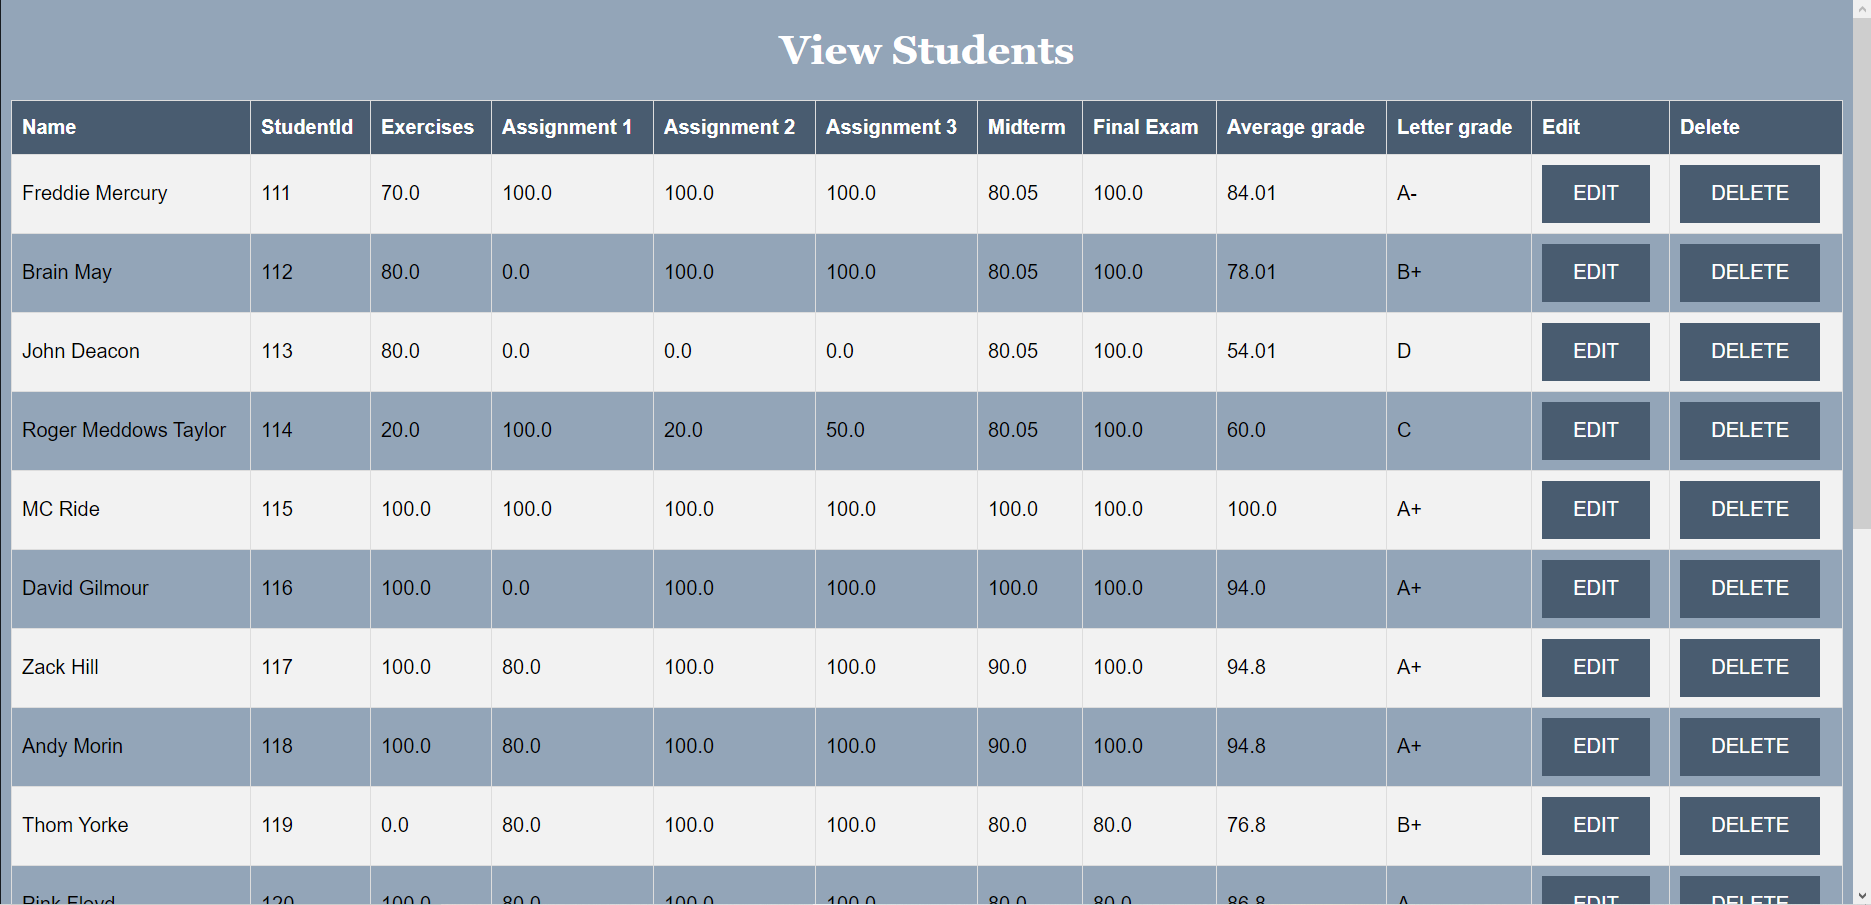 View Students
Name StudentId Exercises Assignment 1 Assignment 2 Assignment 3 Midterm Final Exam Average grade Letter grade Edit Delete
Freddie Mercury 111 70.0 100.0 100.0 100.0 80.05 100.0 84.01 A- EDIT DELETE
Brain May 112 80.0 0.0 100.0 100.0 80.05 100.0 78.01 B+ EDIT DELETE
John Deacon 113 80.0 0.0 0.0 0.0 80.05 100.0 54.01 D EDIT DELETE
Roger Meddows Taylor 114 20.0 100.0 20.0 50.0 80.05 100.0 60.0 C EDIT DELETE
MC Ride 115 100.0 100.0 100.0 100.0 100.0 100.0 100.0 A+ EDIT DELETE
David Gilmour 116 100.0 0.0 100.0 100.0 100.0 100.0 94.0 A+ EDIT DELETE
Zack Hill 117 100.0 80.0 100.0 100.0 90.0 100.0 94.8 A+ EDIT DELETE
Andy Morin 118 100.0 80.0 100.0 100.0 90.0 100.0 94.8 A+ EDIT DELETE
Thom Yorke 119 0.0 80.0 100.0 100.0 80.0 80.0 76.8 B+ EDIT DELETE
Pink Floyd 120 100.0 80.0 100.0 100.0 80.0 80.0 86.8 A EDIT DELETE